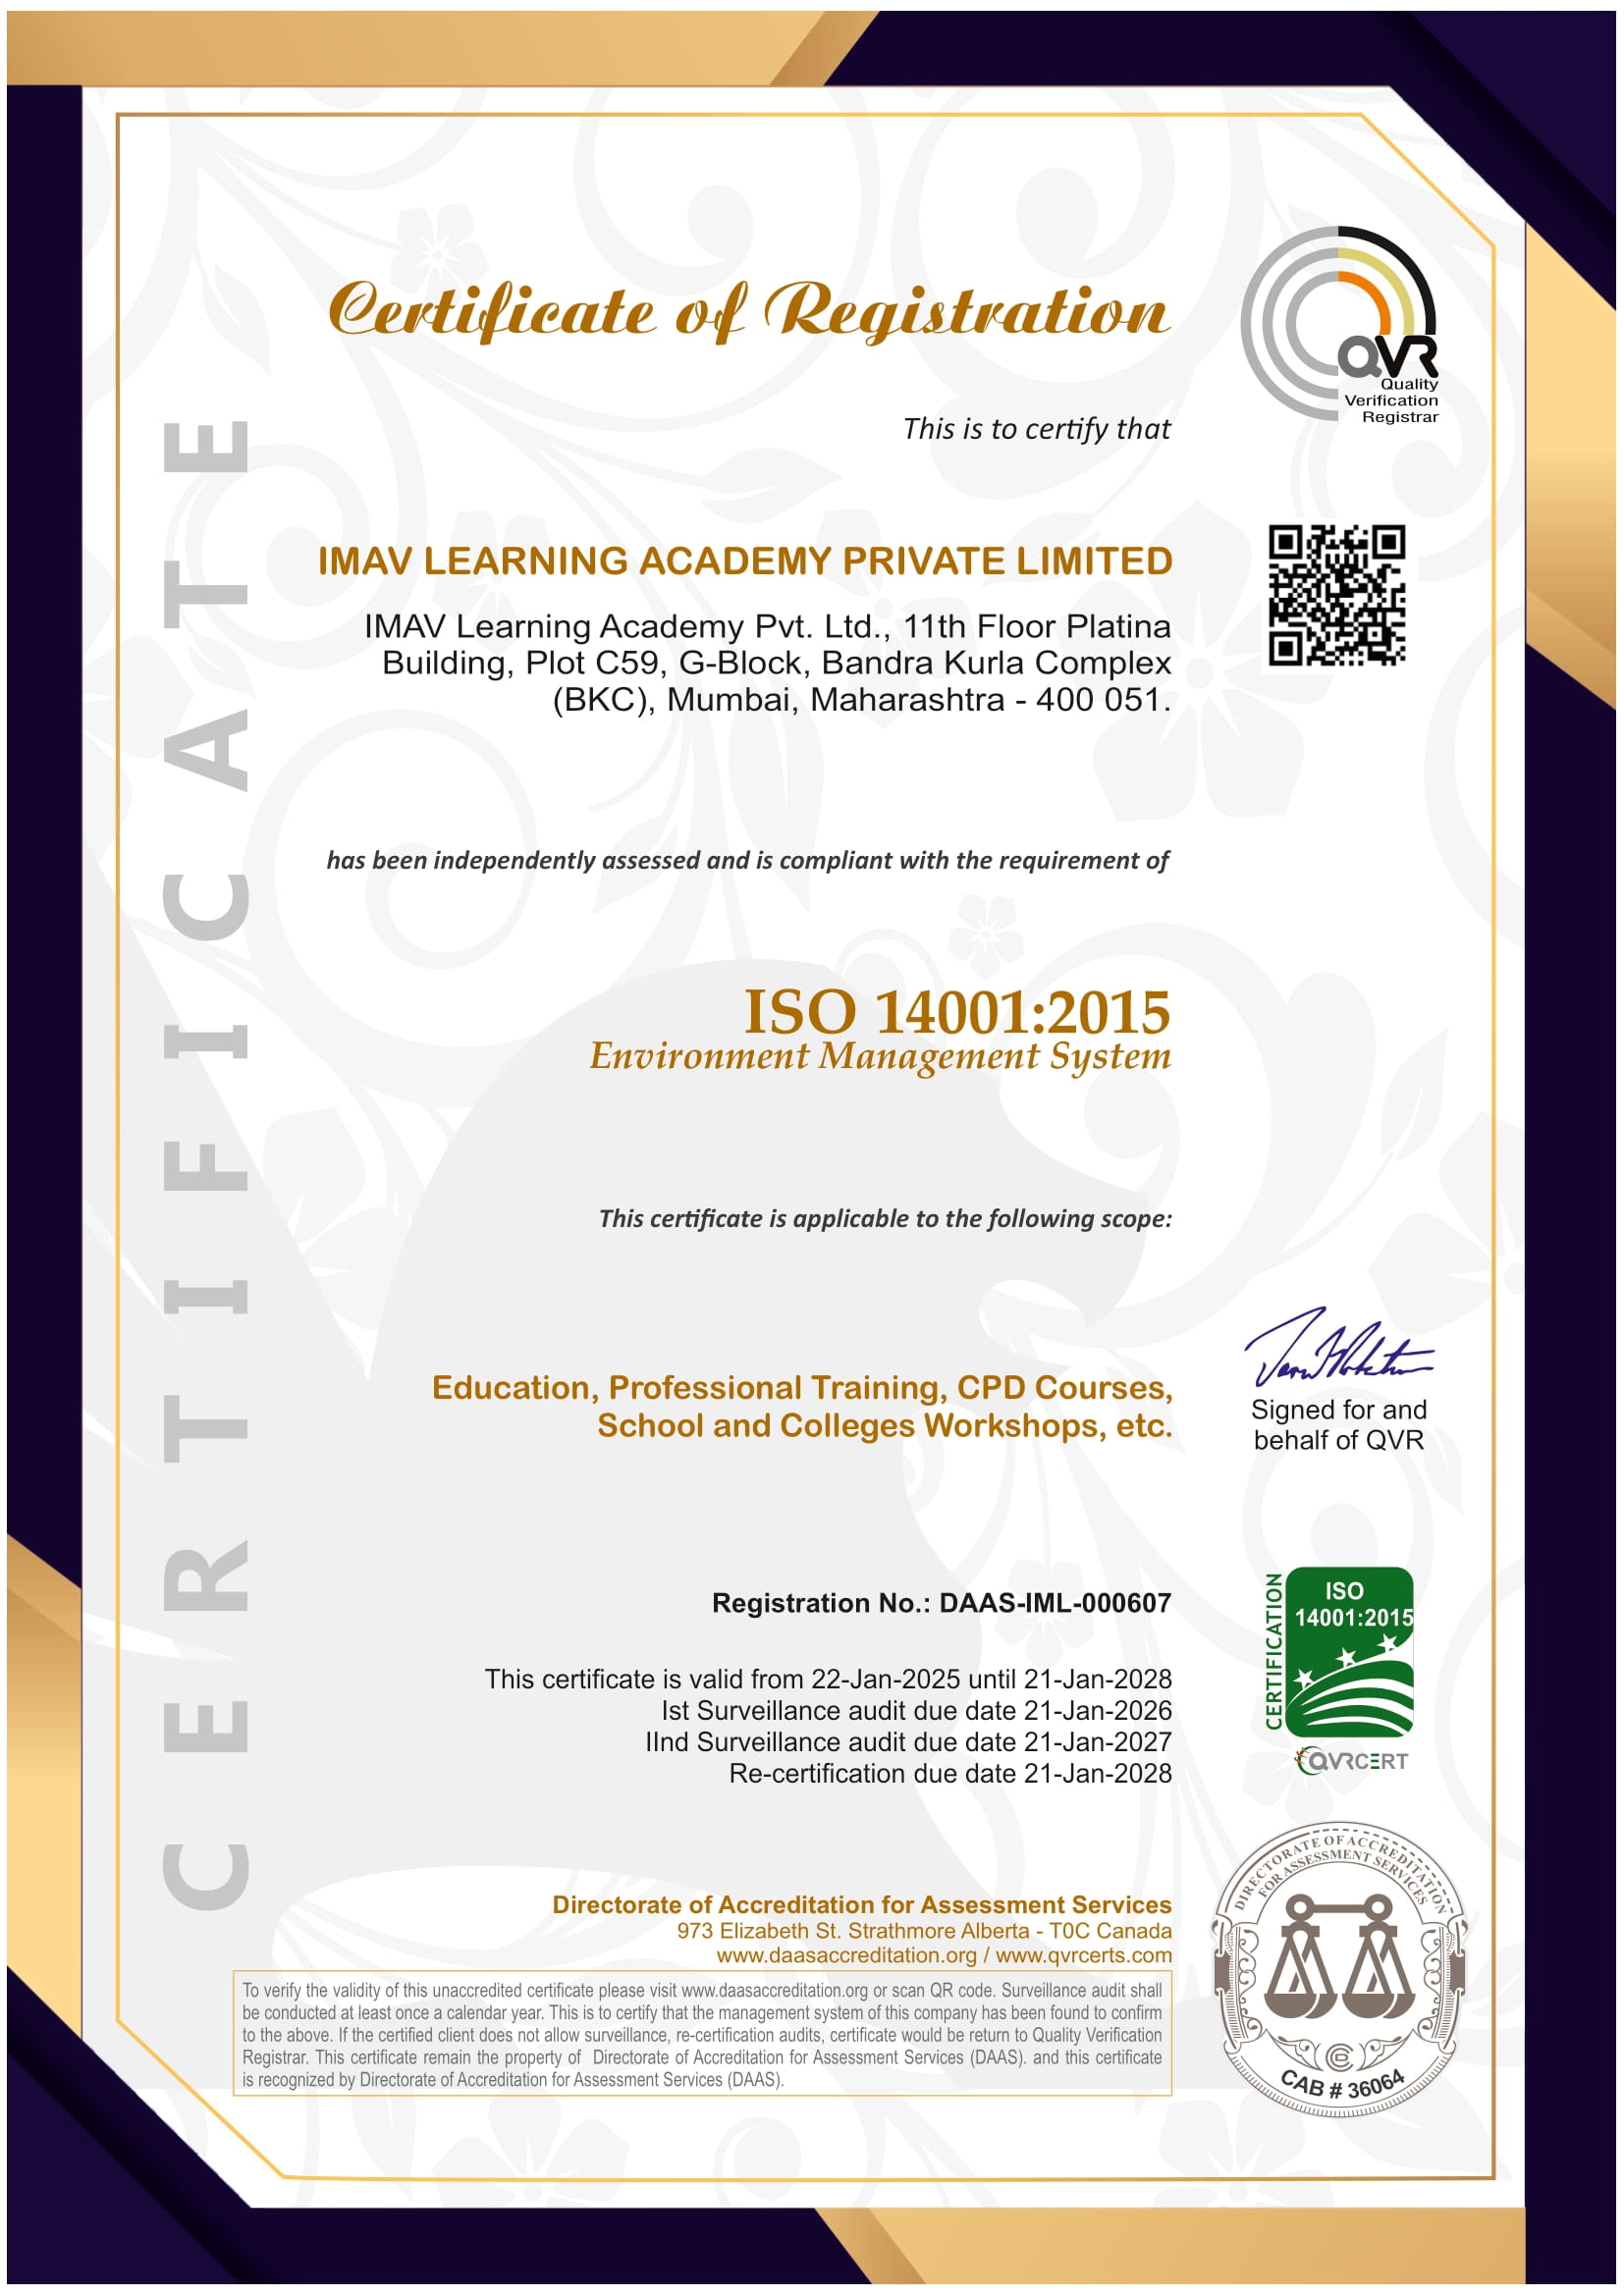 Certificate of Registration
QVR
Quality
Verification
Registrar
This is to certify that
IMAV LEARNING ACADEMY PRIVATE LIMITED
IMAV Learning Academy Pvt. Ltd., 11th Floor Platina
Building, Plot C59, G-Block, Bandra Kurla Complex
(BKC), Mumbai, Maharashtra - 400 051.
CERTIFICATE
has been independently assessed and is compliant with the requirement of
ISO 14001:2015
Environment Management System
This certificate is applicable to the following scope:
Education, Professional Training, CPD Courses,
School and Colleges Workshops, etc.
Signed for and
behalf of QVR
Registration No.: DAAS-IML-000607
This certificate is valid from 22-Jan-2025 until 21-Jan-2028
Ist Surveillance audit due date 21-Jan-2026
IInd Surveillance audit due date 21-Jan-2027
Re-certification due date 21-Jan-2028
CERTIFICATION
ISO
14001:2015
QVRCERT
Directorate of Accreditation for Assessment Services
973 Elizabeth St. Strathmore Alberta - T0C Canada
www.daasaccreditation.org / www.qvrcerts.com
To verify the validity of this unaccredited certificate please visit www.daasaccreditation.org or scan QR code. Surveillance audit shall
be conducted at least once a calendar year. This is to certify that the management system of this company has been found to confirm
to the above. If the certified client does not allow surveillance, re-certification audits, certificate would be return to Quality Verification
Registrar. This certificate remain the property of Directorate of Accreditation for Assessment Services (DAAS). and this certificate
is recognized by Directorate of Accreditation for Assessment Services (DAAS).
DIRECTORATE OF ACCREDITATION
FOR ASSESSMENT SERVICES
CAB # 36064